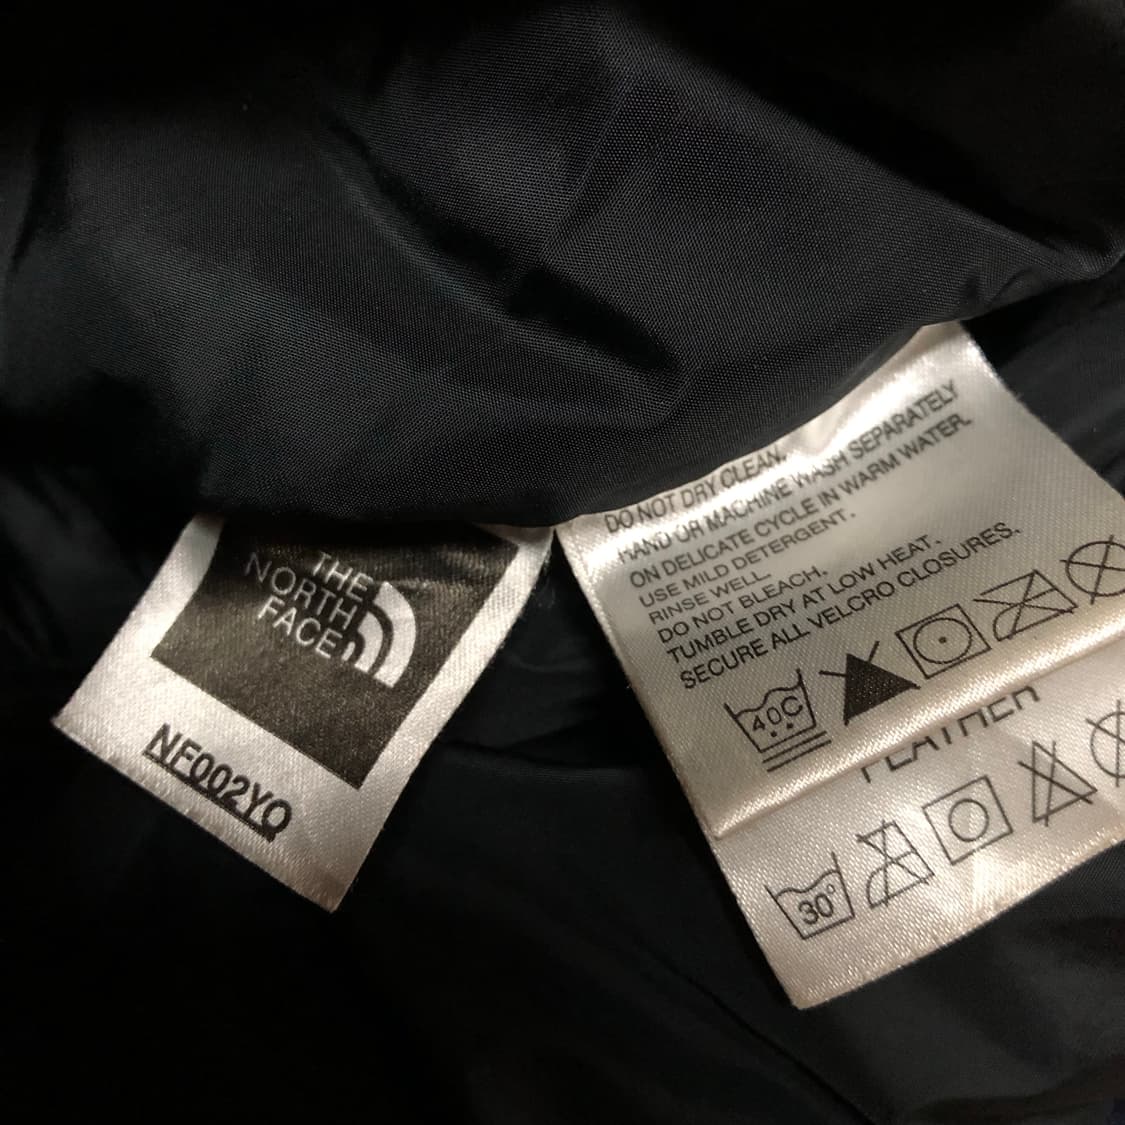 THE
NORTH
FACE
NF002YO
DO NOT DRY CLEAN.
HAND OR MACHINE WASH SEPARATELY
ON DELICATE CYCLE IN WARM WATER.
USE MILD DETERGENT.
RINSE WELL.
DO NOT BLEACH.
TUMBLE DRY AT LOW HEAT.
SECURE ALL VELCRO CLOSURES.
40C
FEATHER
30°